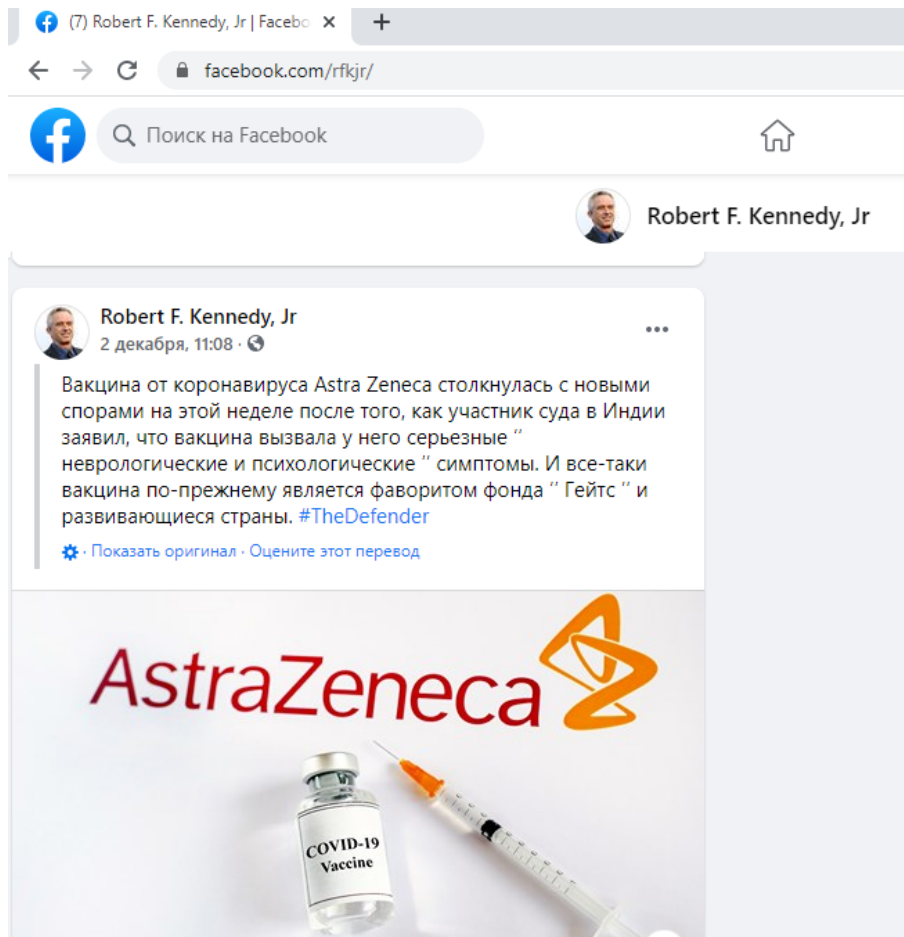 (7) Robert F. Kennedy, Jr | Facebo
facebook.com/rfkjr/
Поиск на Facebook
Robert F. Kennedy, Jr
Robert F. Kennedy, Jr
2 декабря, 11:08 ·
Вакцина от коронавируса Astra Zeneca столкнулась с новыми
спорами на этой неделе после того, как участник суда в Индии
заявил, что вакцина вызвала у него серьезные ‘‘
неврологические и психологические ‘‘ симптомы. И все-таки
вакцина по-прежнему является фаворитом фонда ‘‘ Гейтс ‘‘ и
развивающиеся страны. #TheDefender
· Показать оригинал · Оцените этот перевод
AstraZeneca
COVID-19
Vaccine